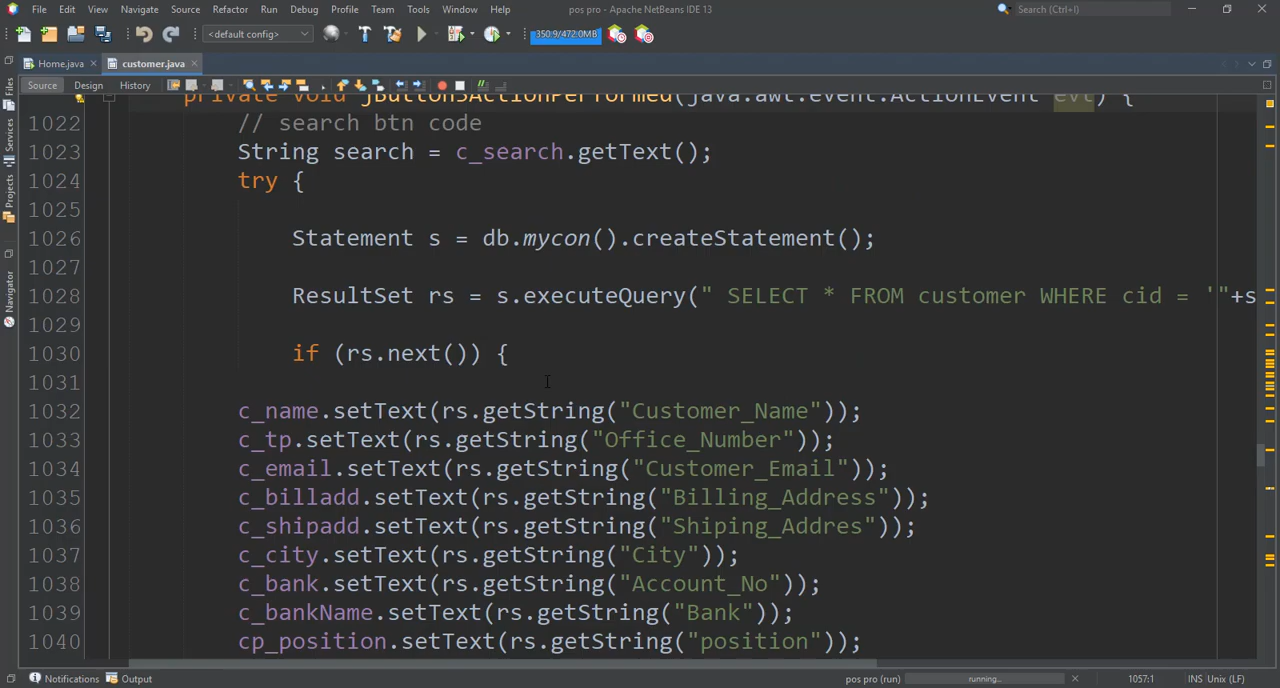 File Edit View Navigate Source Refactor Run Debug Profile Team Tools Window Help pos pro - Apache NetBeans IDE 13 Search (Ctrl+I)
<default config> 350.9/472.0MB
Home.java customer.java
Source Design History
Files
Services
Projects
Navigator
private void jButton3ActionPerformed(java.awt.event.ActionEvent evt) {
1022 // search btn code
1023 String search = c_search.getText();
1024 try {
1025
1026 Statement s = db.mycon().createStatement();
1027
1028 ResultSet rs = s.executeQuery(" SELECT * FROM customer WHERE cid = '"+s
1029
1030 if (rs.next()) {
1031
1032 c_name.setText(rs.getString("Customer_Name"));
1033 c_tp.setText(rs.getString("Office_Number"));
1034 c_email.setText(rs.getString("Customer_Email"));
1035 c_billadd.setText(rs.getString("Billing_Address"));
1036 c_shipadd.setText(rs.getString("Shiping_Addres"));
1037 c_city.setText(rs.getString("City"));
1038 c_bank.setText(rs.getString("Account_No"));
1039 c_bankName.setText(rs.getString("Bank"));
1040 cp_position.setText(rs.getString("position"));
Notifications Output pos pro (run) running... 1057:1 INS Unix (LF)